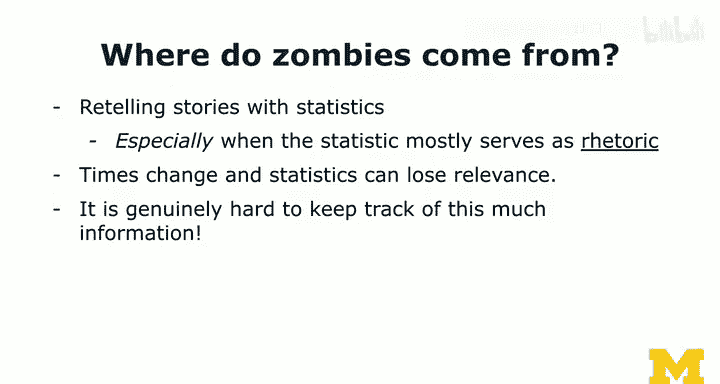 bilibili
Where do zombies come from?
- Retelling stories with statistics
- Especially when the statistic mostly serves as rhetoric
- Times change and statistics can lose relevance.
- It is genuinely hard to keep track of this much
information!
M